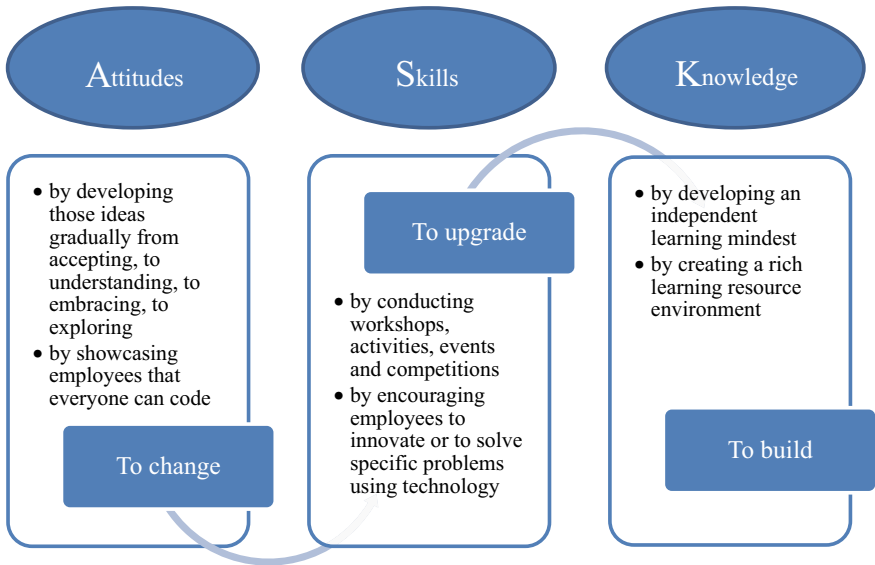 Attitudes
• by developing
those ideas
gradually from
accepting, to
understanding, to
embracing, to
exploring
• by showcasing
employees that
everyone can code
To change
Skills
To upgrade
• by conducting
workshops,
activities, events
and competitions
• by encouraging
employees to
innovate or to solve
specific problems
using technology
Knowledge
• by developing an
independent
learning mindest
• by creating a rich
learning resource
environment
To build